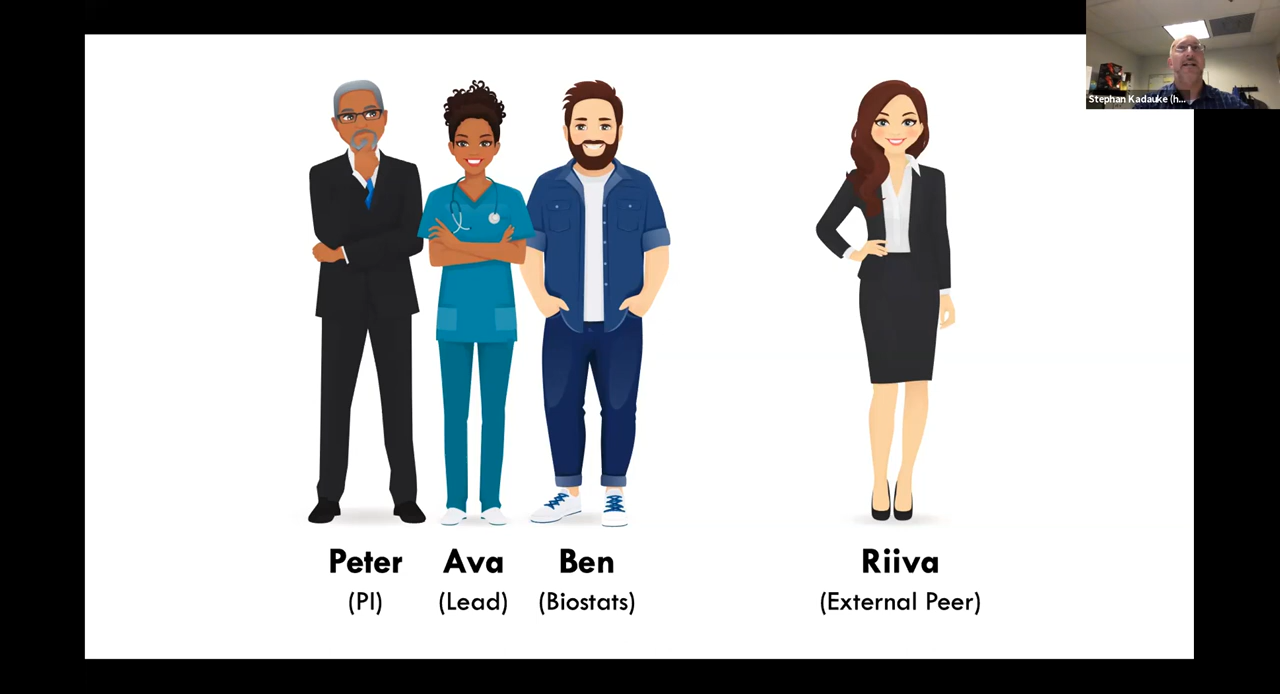 Stephan Kadauke (h...
Peter
(PI)
Ava
(Lead)
Ben
(Biostats)
Riiva
(External Peer)